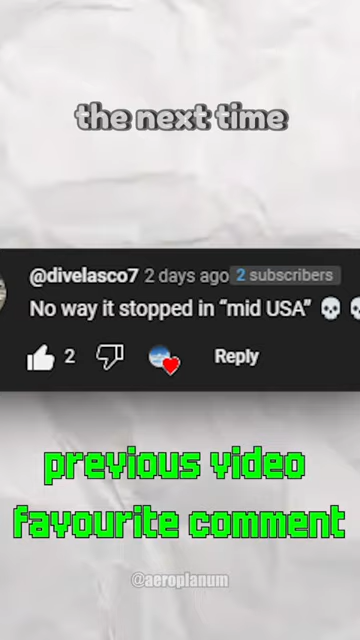 the next time
@divelasco7 2 days ago 2 subscribers
No way it stopped in “mid USA” 💀 💀
2 Reply
previous video
favourite comment
@aeroplanum